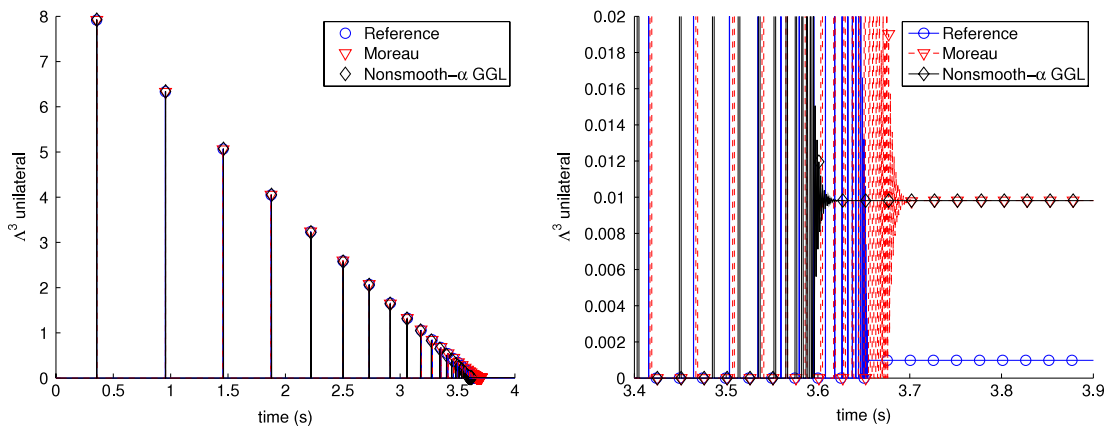 8
7
6
5
4
3
2
1
0
Λ³ unilateral
0 0.5 1 1.5 2 2.5 3 3.5 4
time (s)
Reference
Moreau
Nonsmooth-α GGL
0.02
0.018
0.016
0.014
0.012
0.01
0.008
0.006
0.004
0.002
0
Λ³ unilateral
3.4 3.5 3.6 3.7 3.8 3.9
time (s)
Reference
Moreau
Nonsmooth-α GGL